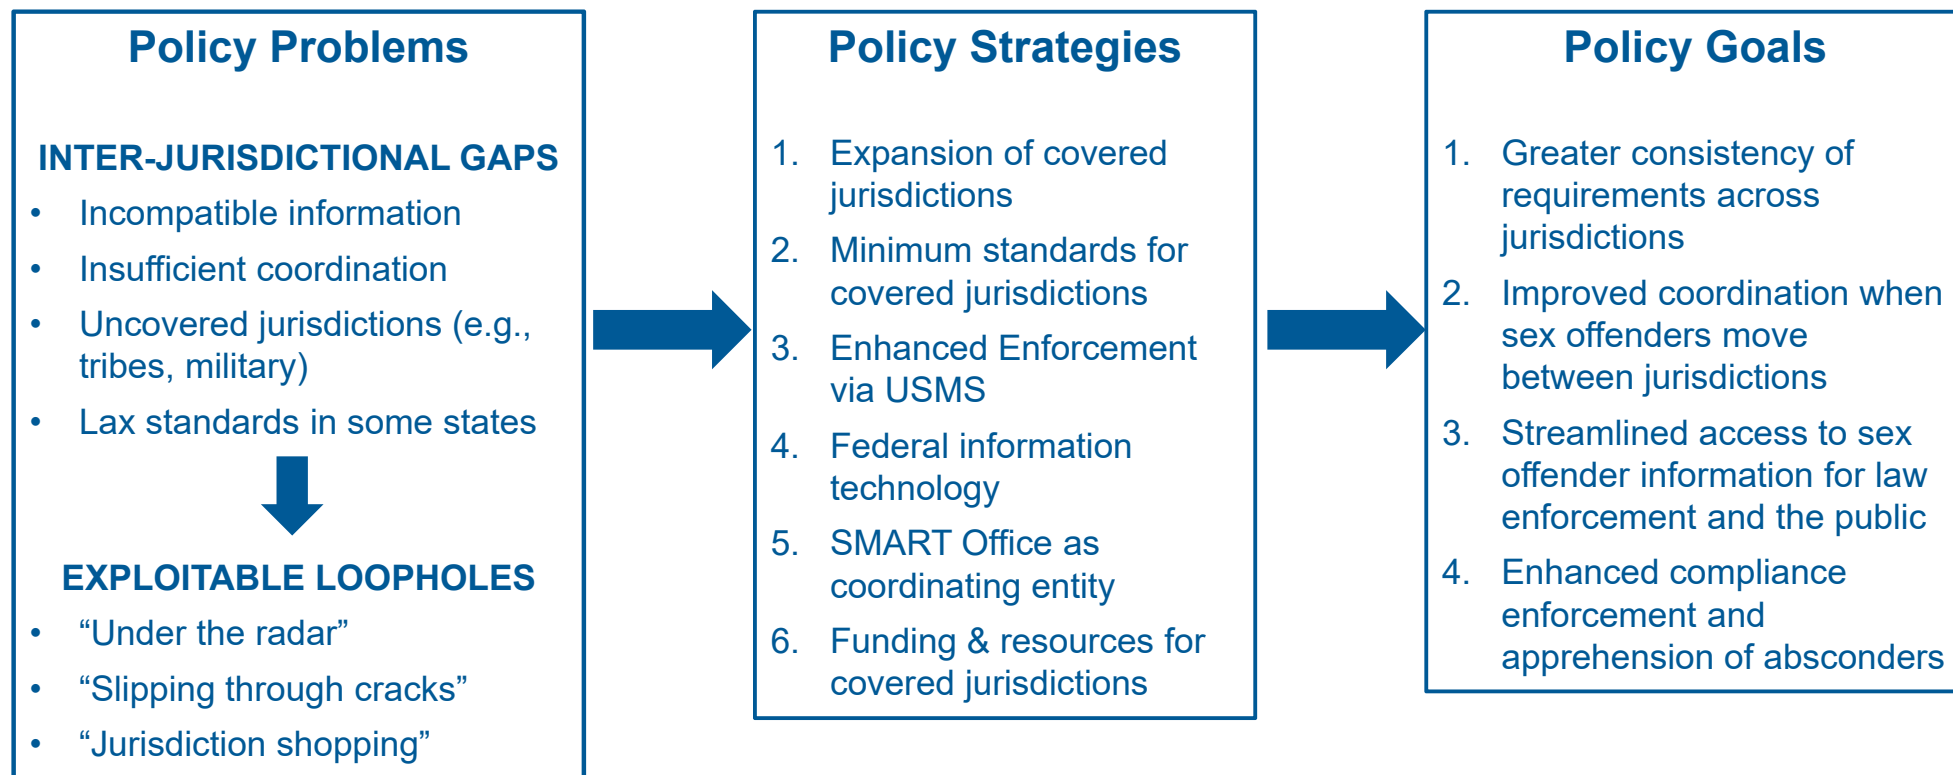 Policy Problems
INTER-JURISDICTIONAL GAPS
• Incompatible information
• Insufficient coordination
• Uncovered jurisdictions (e.g.,
tribes, military)
• Lax standards in some states
EXPLOITABLE LOOPHOLES
• “Under the radar”
• “Slipping through cracks”
• “Jurisdiction shopping”
Policy Strategies
1. Expansion of covered
jurisdictions
2. Minimum standards for
covered jurisdictions
3. Enhanced Enforcement
via USMS
4. Federal information
technology
5. SMART Office as
coordinating entity
6. Funding & resources for
covered jurisdictions
Policy Goals
1. Greater consistency of
requirements across
jurisdictions
2. Improved coordination when
sex offenders move
between jurisdictions
3. Streamlined access to sex
offender information for law
enforcement and the public
4. Enhanced compliance
enforcement and
apprehension of absconders